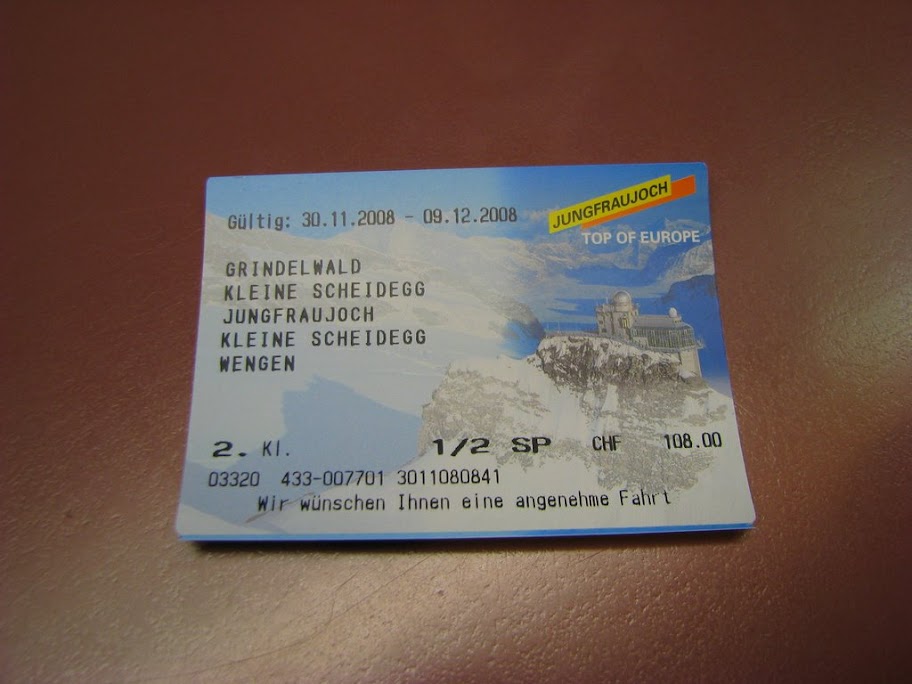 Gültig: 30.11.2008 - 09.12.2008
JUNGFRAUJOCH
TOP OF EUROPE
GRINDELWALD
KLEINE SCHEIDEGG
JUNGFRAUJOCH
KLEINE SCHEIDEGG
WENGEN
2. Kl. 1/2 SP CHF 108.00
03320 433-007701 3011080841
Wir wünschen Ihnen eine angenehme Fahrt